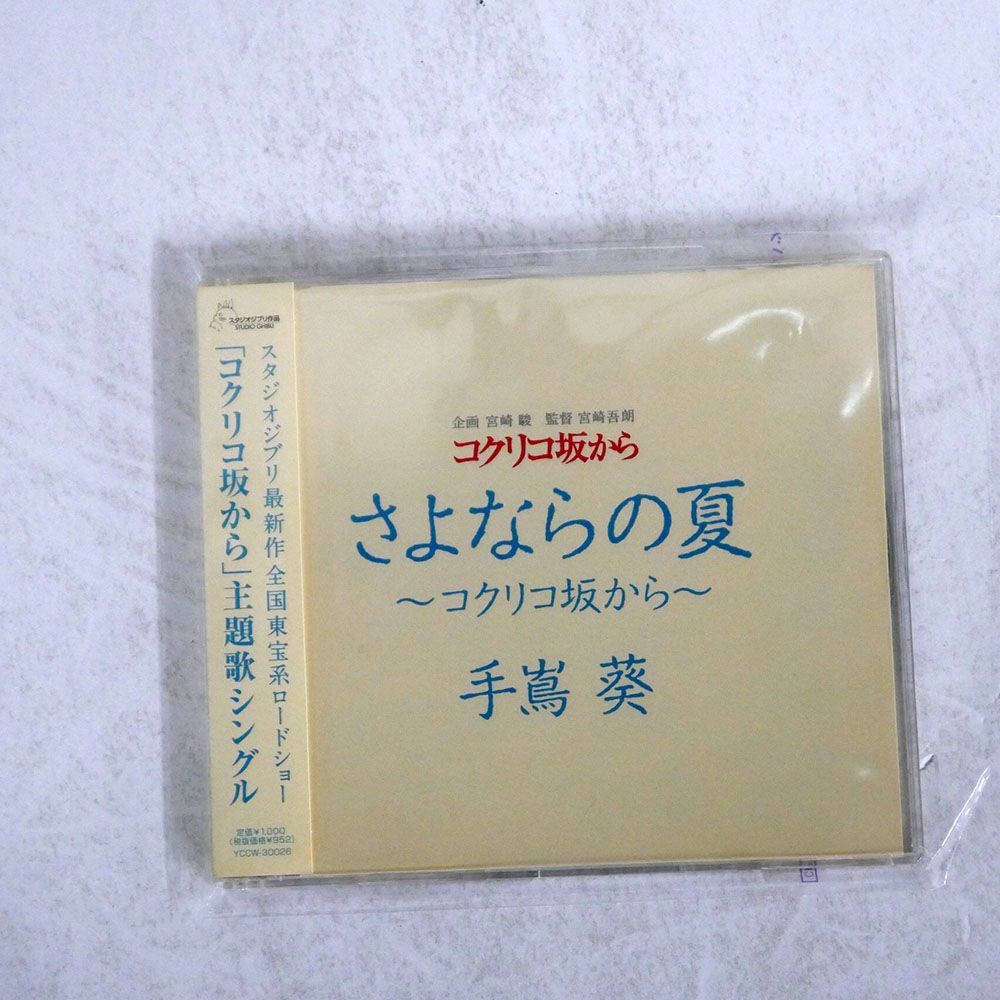 スタジオジブリ作品
STUDIO GHIBLI
スタジオジブリ最新作 全国東宝系ロードショー
「コクリコ坂から」主題歌シングル
定価¥1,000
(税抜価格¥952)
YCCW-30026
企画 宮崎 駿 監督 宮崎吾朗
コクリコ坂から
さよならの夏
～コクリコ坂から～
手嶌 葵